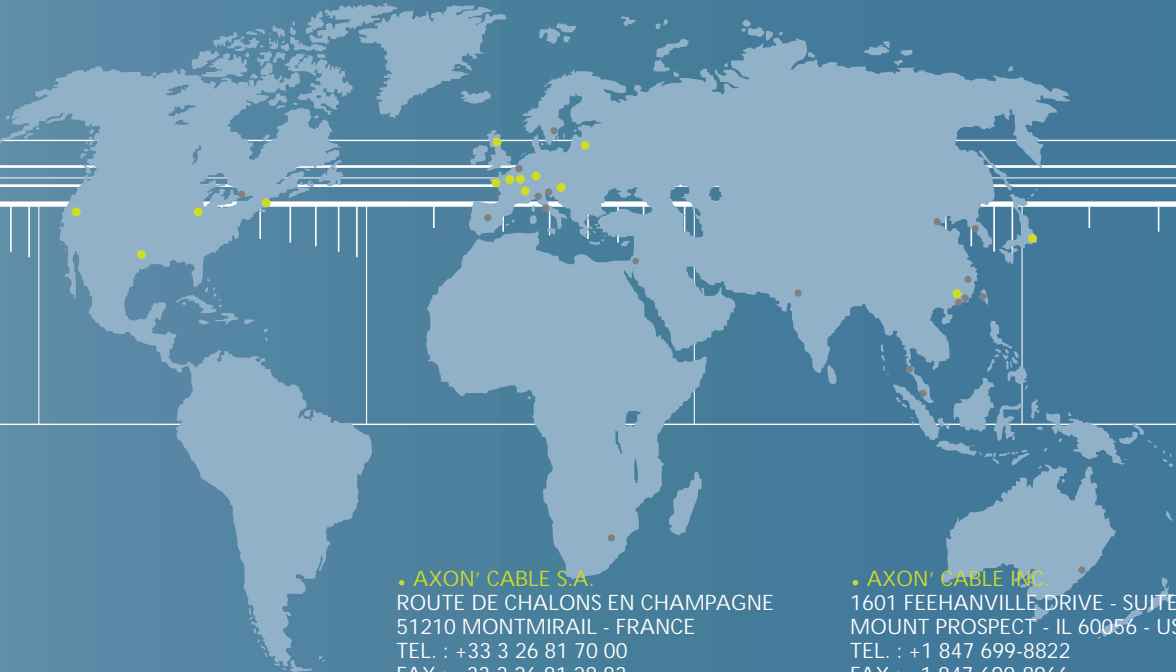 . AXON' CABLE S.A.
ROUTE DE CHALONS EN CHAMPAGNE
51210 MONTMIRAIL - FRANCE
TEL. : +33 3 26 81 70 00
. AXON' CABLE INC.
1601 FEEHANVILLE DRIVE - SUITE
MOUNT PROSPECT - IL 60056 - US
TEL. : +1 847 699-8822